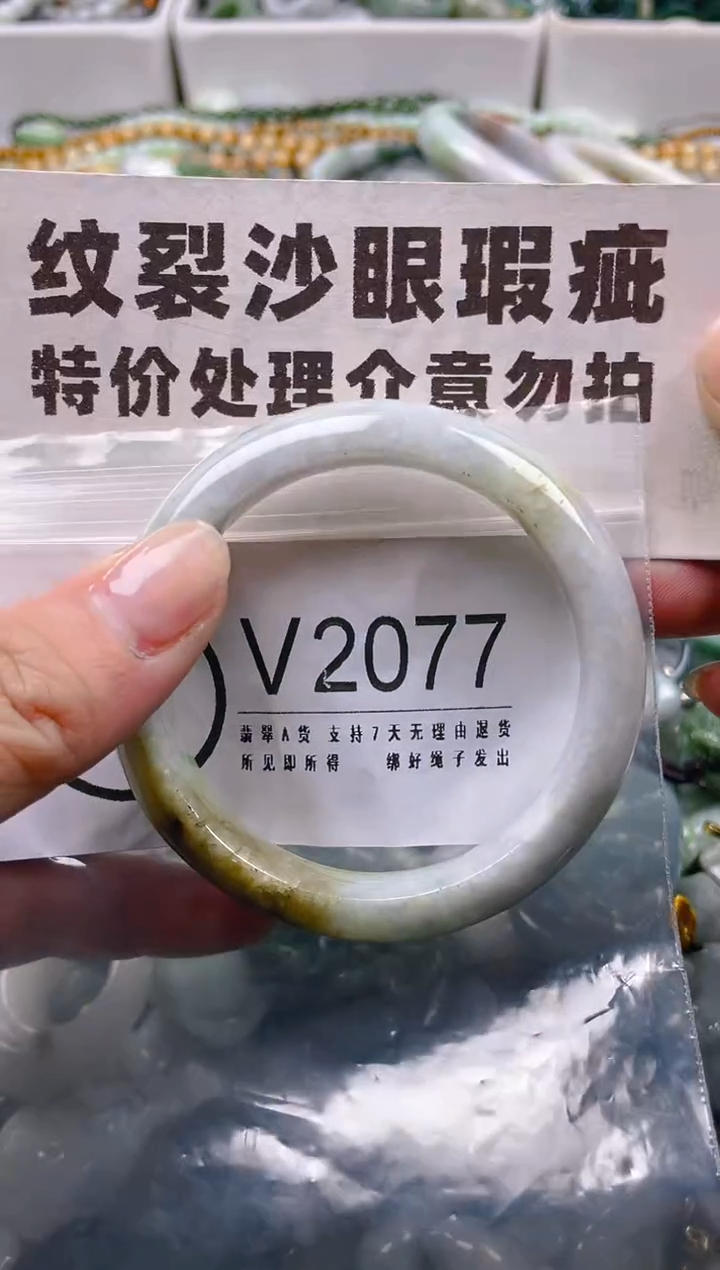 纹裂沙眼瑕疵
特价处理介意勿拍
V2077
翡翠A货 支持7天无理由退货
所见即所得 绑好绳子发出